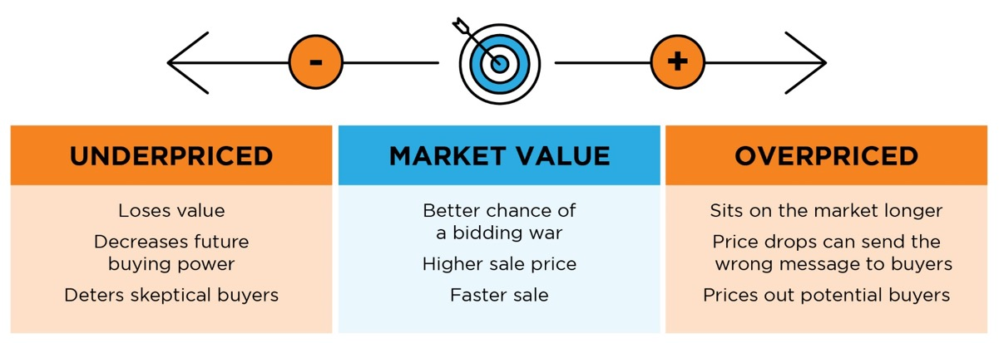 -
+
UNDERPRICED
Loses value
Decreases future
buying power
Deters skeptical buyers
MARKET VALUE
Better chance of
a bidding war
Higher sale price
Faster sale
OVERPRICED
Sits on the market longer
Price drops can send the
wrong message to buyers
Prices out potential buyers